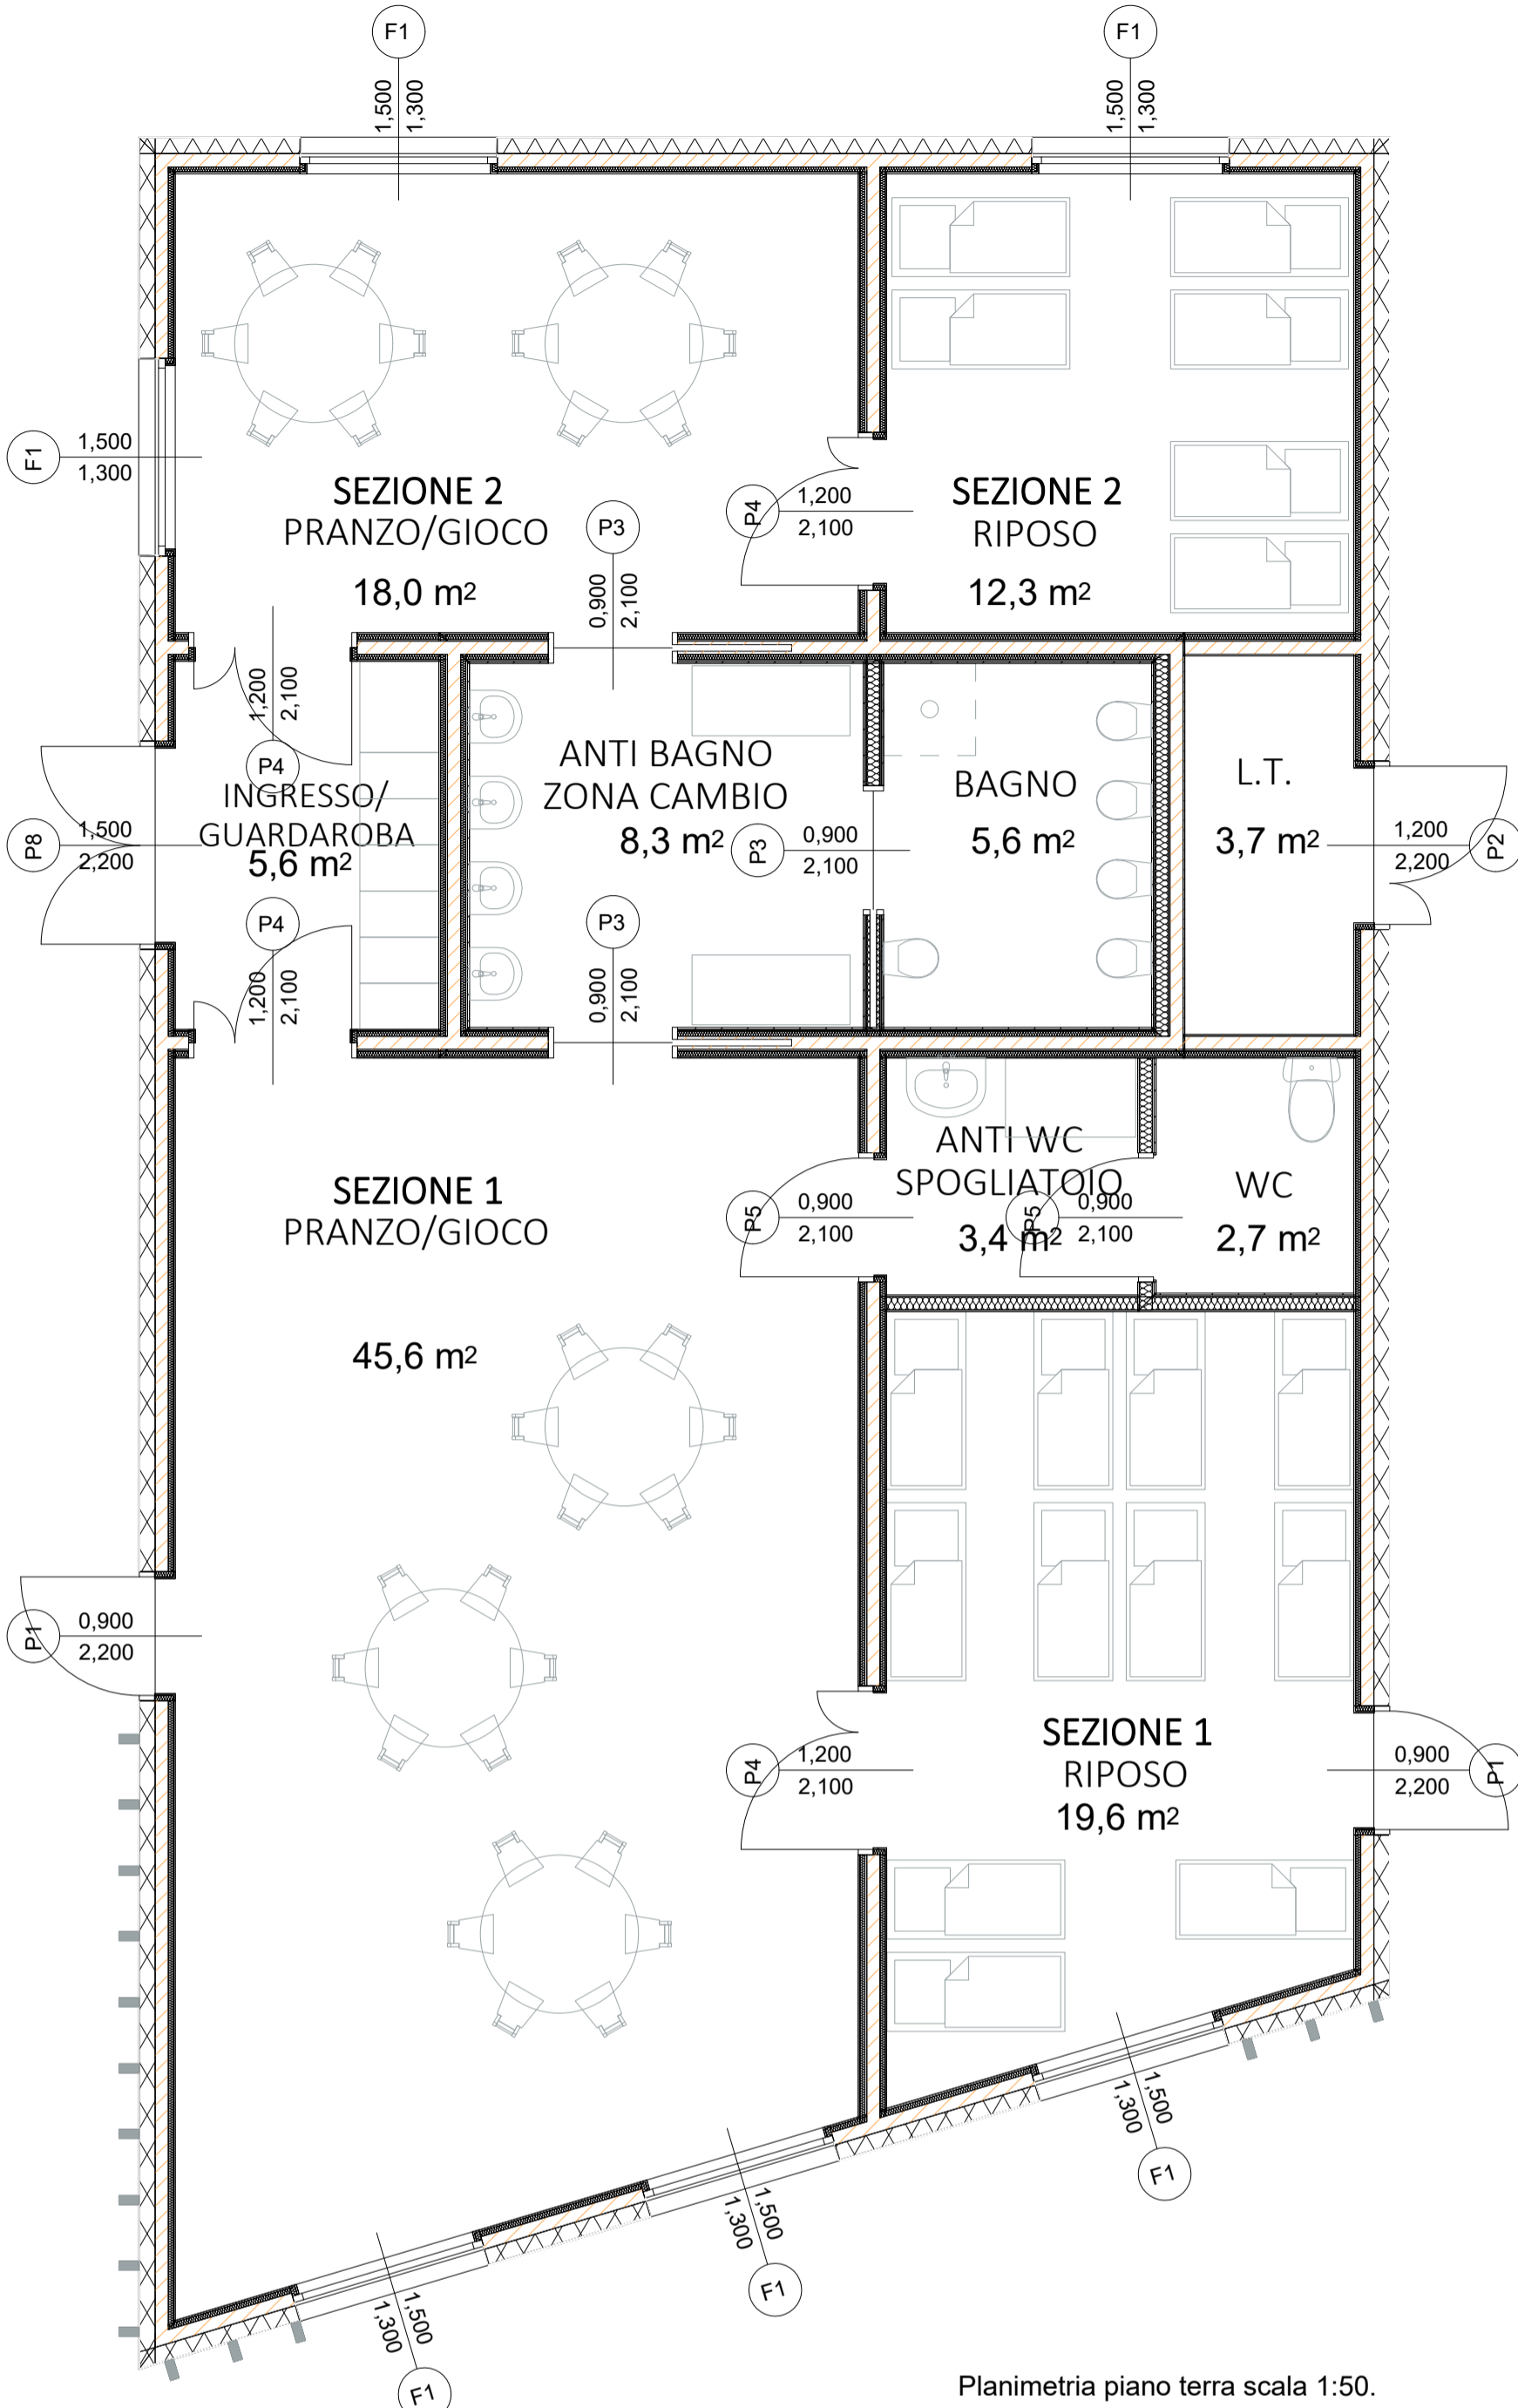 F1
1,500
1,300
F1
1,500
1,300
F1
1,500
1,300
SEZIONE 2
PRANZO/GIOCO
18,0 m²
P3
0,900
2,100
P4
1,200
2,100
SEZIONE 2
RIPOSO
12,3 m²
1,200
2,100
P4
P8
1,500
2,200
INGRESSO/
GUARDAROBA
5,6 m²
P4
1,200
2,100
ANTI BAGNO
ZONA CAMBIO
8,3 m²
P3
0,900
2,100
P3
0,900
2,100
BAGNO
5,6 m²
L.T.
3,7 m²
1,200
2,200
P2
SEZIONE 1
PRANZO/GIOCO
45,6 m²
P5
0,900
2,100
ANTI WC
SPOGLIATOIO
3,4 m²
P5
0,900
2,100
WC
2,7 m²
P1
0,900
2,200
P4
1,200
2,100
SEZIONE 1
RIPOSO
19,6 m²
0,900
2,200
P1
1,500
1,300
F1
1,500
1,300
F1
1,500
1,300
F1
Planimetria piano terra scala 1:50.